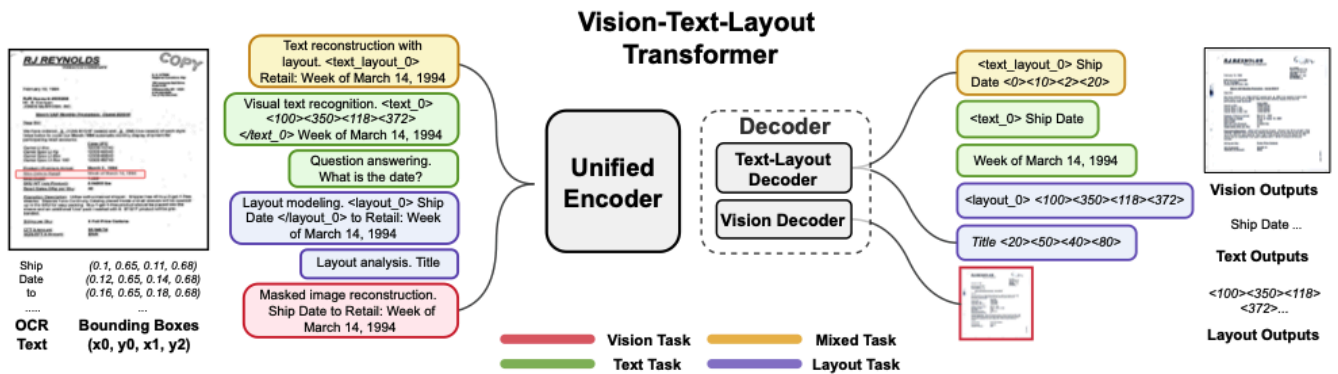 Vision-Text-Layout
Transformer
RJ REYNOLDS
COPY
Ship (0.1, 0.65, 0.11, 0.68)
Date (0.12, 0.65, 0.14, 0.68)
to (0.16, 0.65, 0.18, 0.68)
..... ...
OCR Bounding Boxes
Text (x0, y0, x1, y2)
Text reconstruction with
layout. <text_layout_0>
Retail: Week of March 14, 1994
Visual text recognition. <text_0>
<100><350><118><372>
</text_0> Week of March 14, 1994
Question answering.
What is the date?
Layout modeling. <layout_0> Ship
Date </layout_0> to Retail: Week
of March 14, 1994
Layout analysis. Title
Masked image reconstruction.
Ship Date to Retail: Week of
March 14, 1994
Unified
Encoder
Decoder
Text-Layout
Decoder
Vision Decoder
<text_layout_0> Ship
Date <0><10><2><20>
<text_0> Ship Date
Week of March 14, 1994
<layout_0> <100><350><118><372>
Title <20><50><40><80>
Vision Outputs
Ship Date ...
Text Outputs
<100><350><118>
<372>...
Layout Outputs
Vision Task
Mixed Task
Text Task
Layout Task